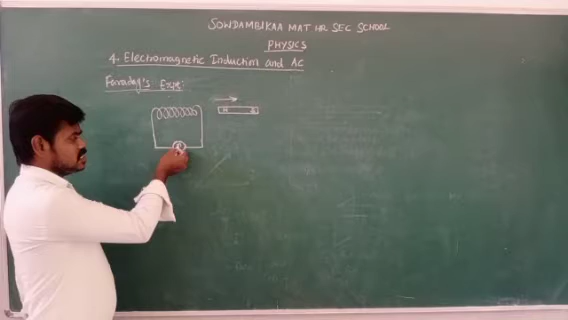 SOWDAMBIKAA MAT HR SEC SCHOOL
PHYSICS
4. Electromagnetic Induction and AC
Faraday's Expt:
N S